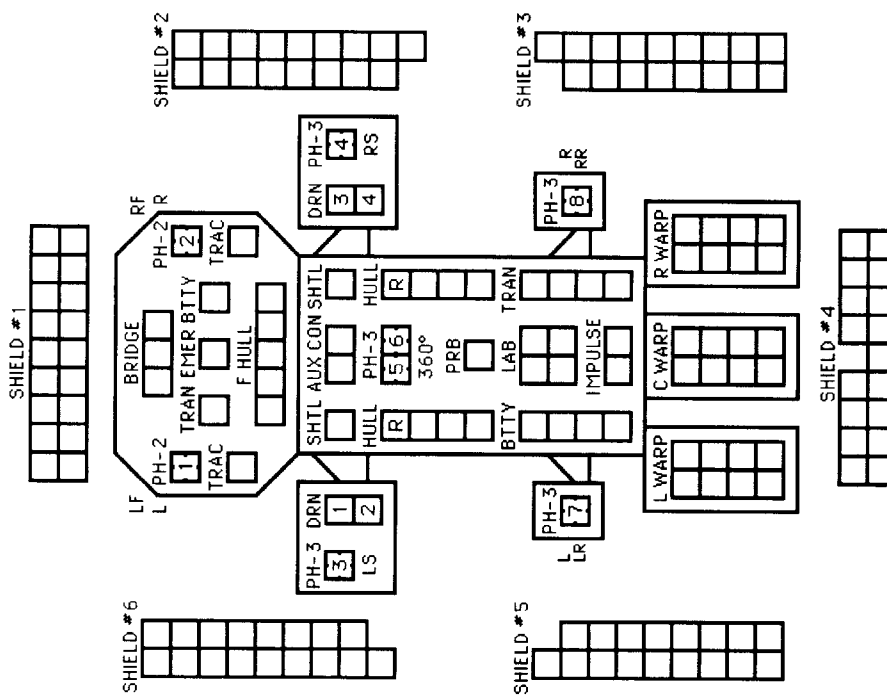 SHIELD #1
SHIELD #2
SHIELD #6
BRIDGE
LF
L
RF
R
PH-2
1
PH-2
2
TRAN EMER BTTY
TRAC
TRAC
F HULL
PH-3
3
LS
DRN
1
2
SHTL AUX CON SHTL
DRN
3
4
PH-3
4
RS
HULL
R
PH-3
5 6
360°
HULL
R
PRB
BTTY
LAB
TRAN
IMPULSE
L
LR
PH-3
7
PH-3
8
R
RR
L WARP
C WARP
R WARP
SHIELD #5
SHIELD #3
SHIELD #4